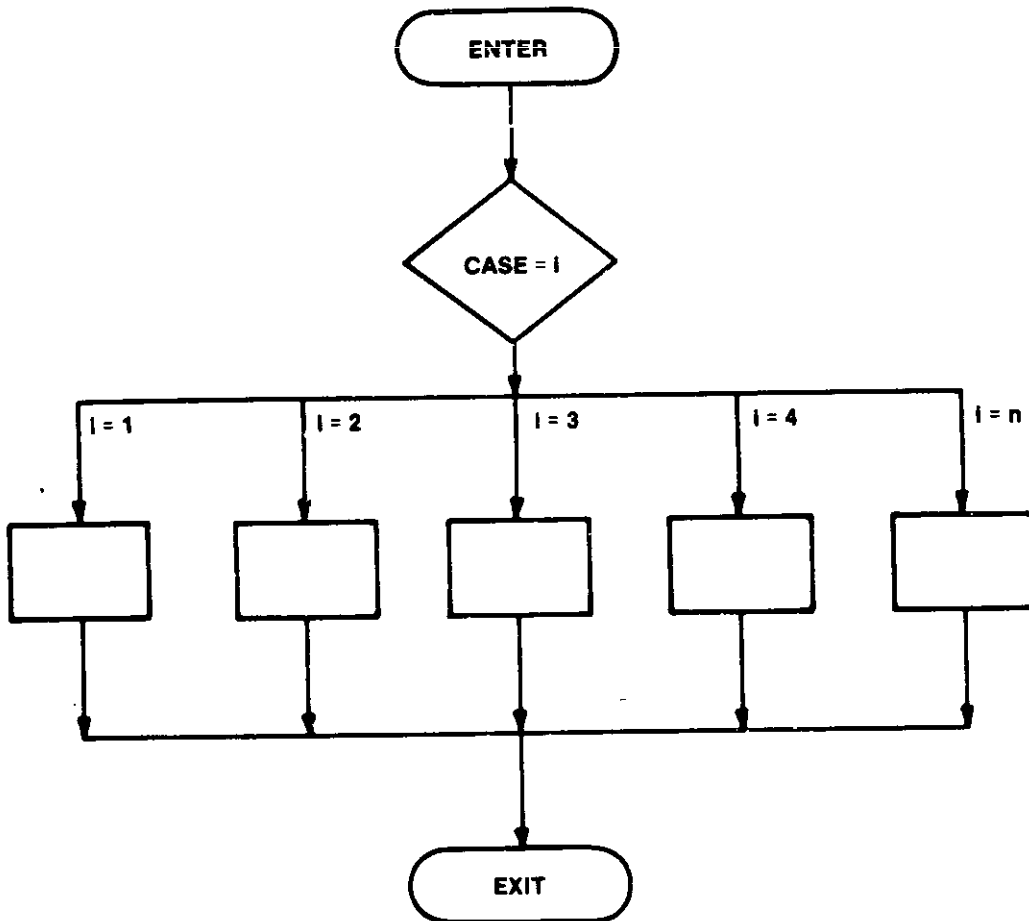 ENTER
CASE = i
i = 1
i = 2
i = 3
i = 4
i = n
EXIT